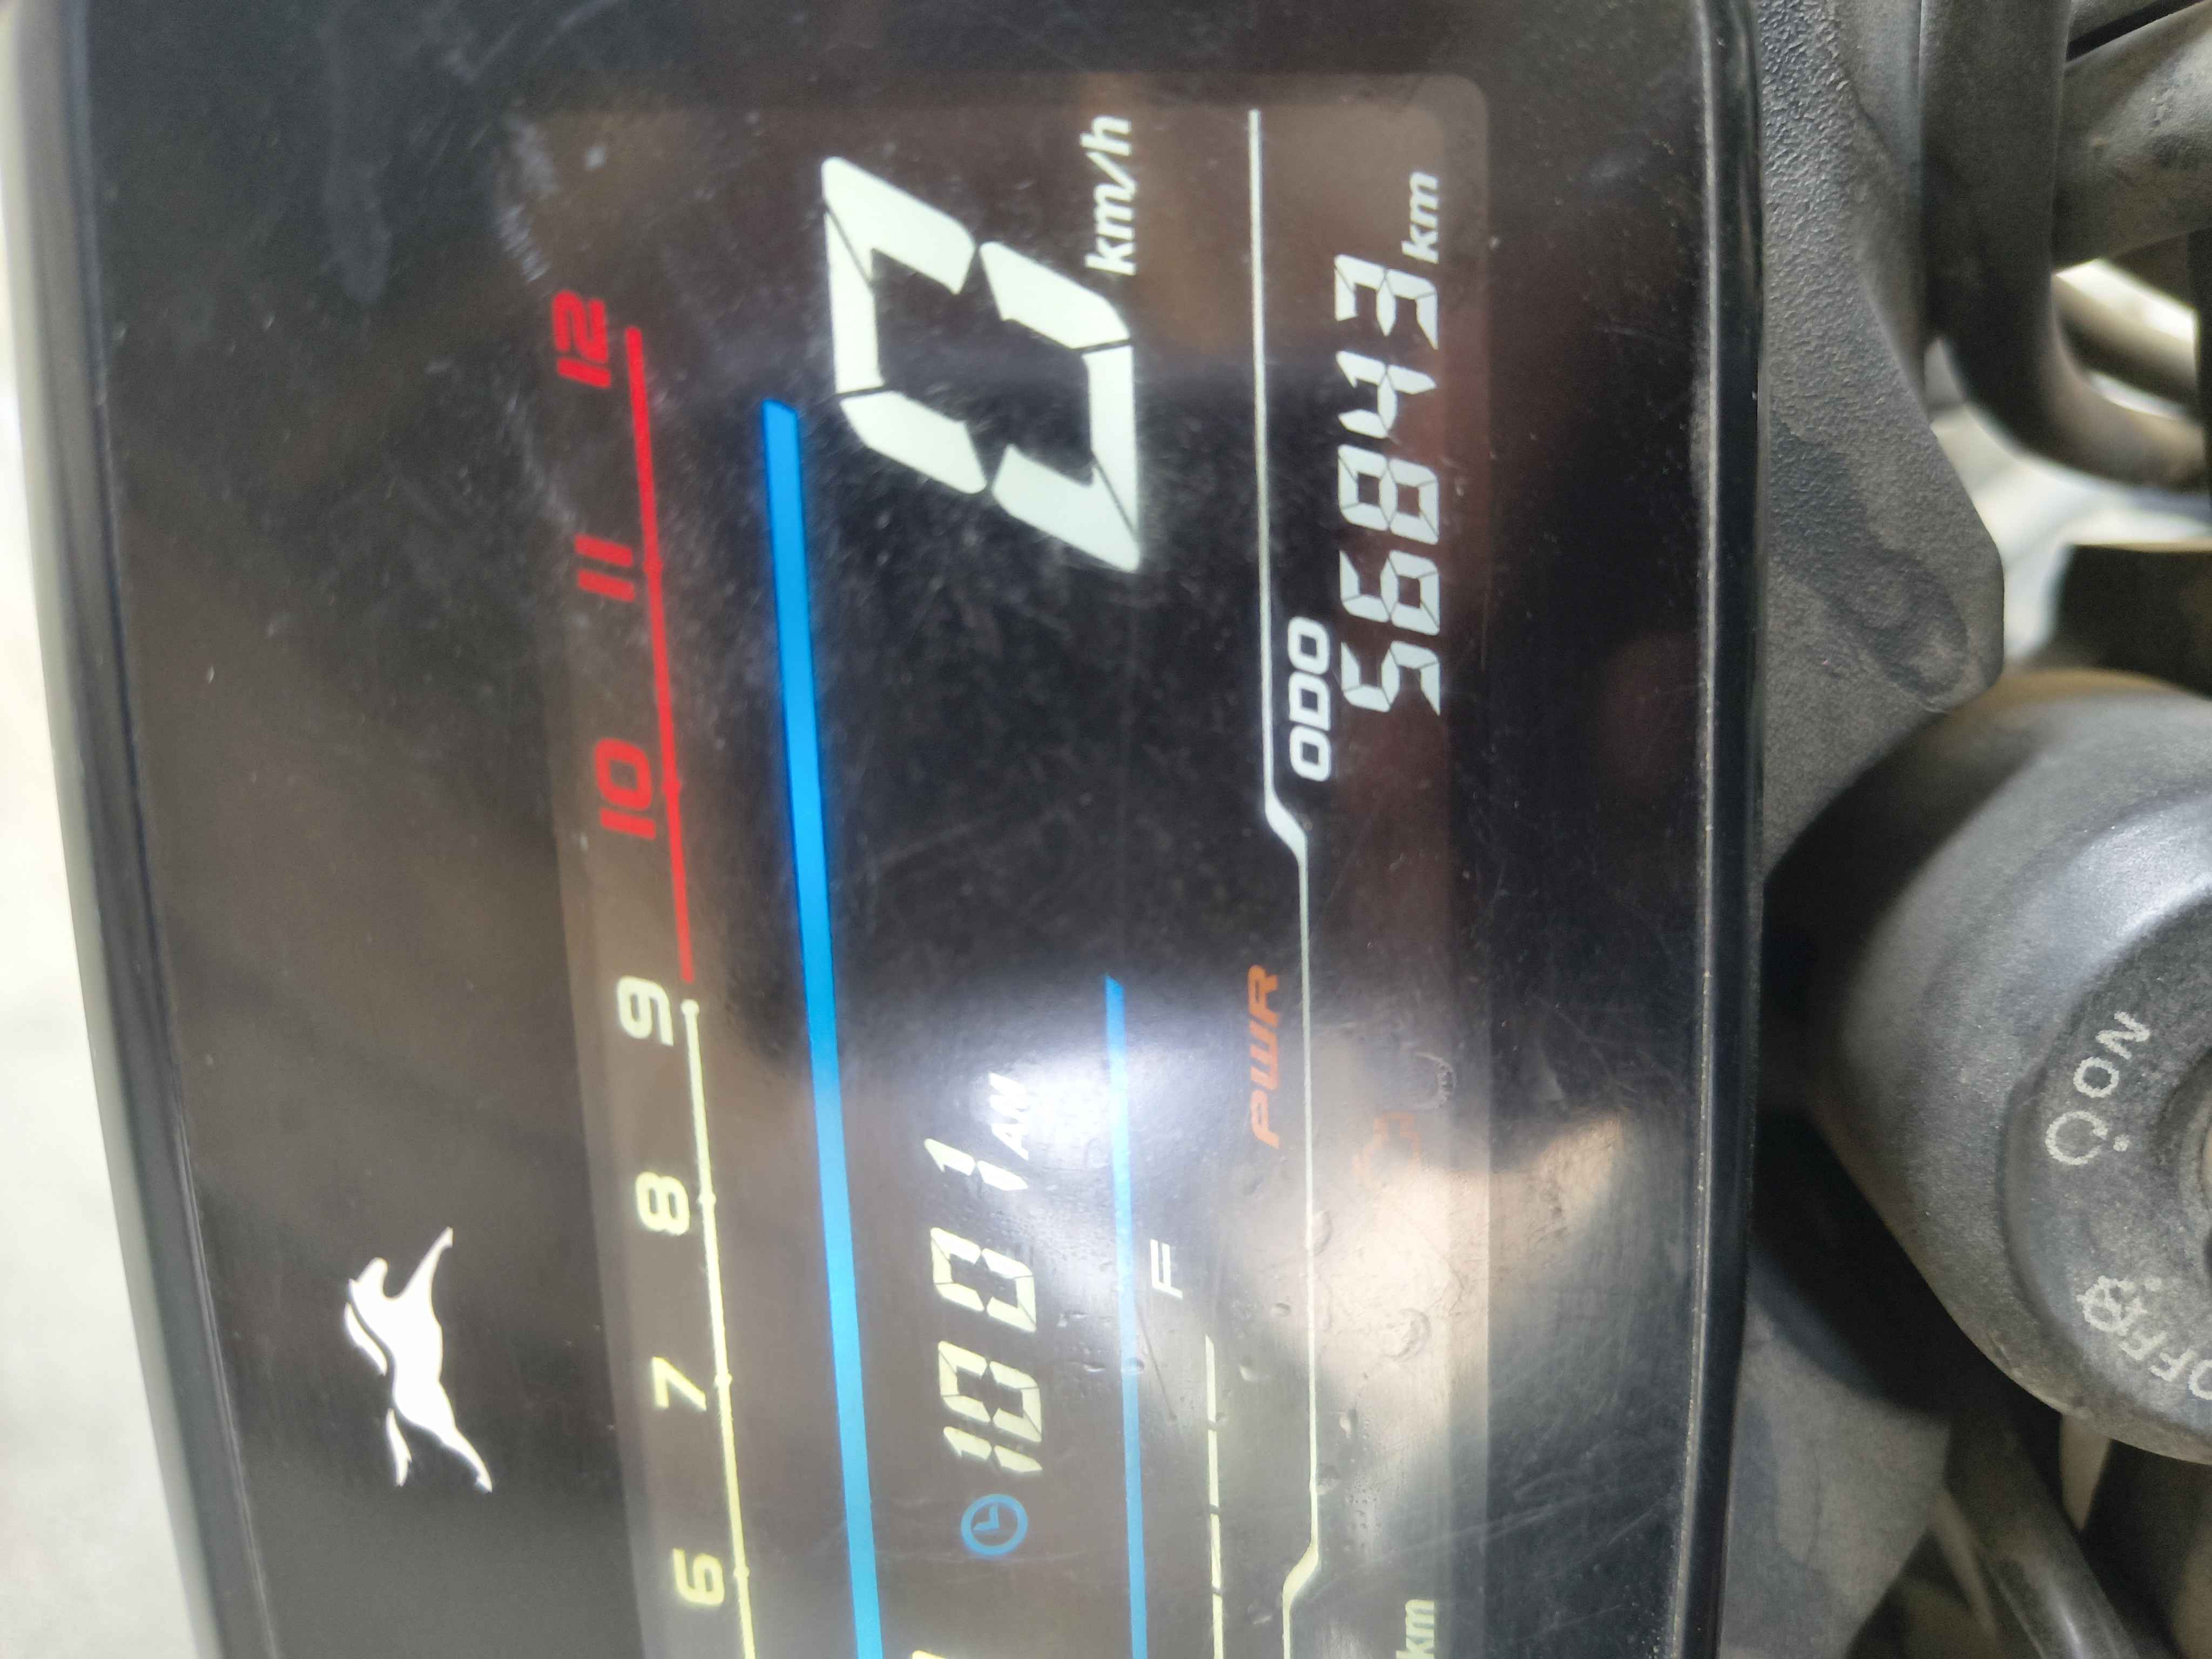 6 7 8 9 10 11 12
10 01 AM
0 km/h
F
PWR
ODO
km
56843 km
OFF
ON